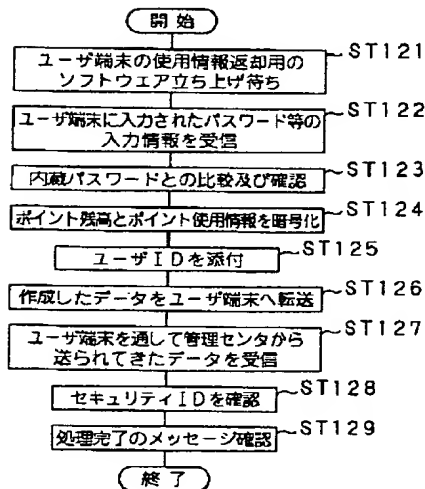 開始
ユーザ端末の使用情報返却用の
ソフトウェア立ち上げ待ち
ST121
ユーザ端末に入力されたパスワード等の
入力情報を受信
ST122
内蔵パスワードとの比較及び確認
ST123
ポイント残高とポイント使用情報を暗号化
ST124
ユーザIDを添付
ST125
作成したデータをユーザ端末へ転送
ST126
ユーザ端末を通して管理センタから
送られてきたデータを受信
ST127
セキュリティIDを確認
ST128
処理完了のメッセージ確認
ST129
終了